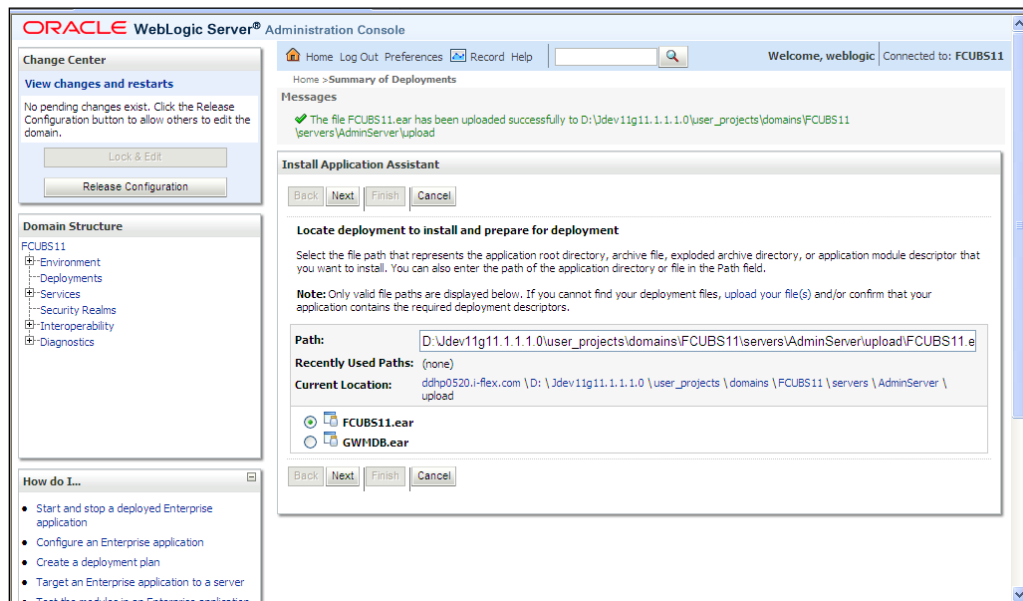 ORACLE WebLogic Server® Administration Console
Change Center
View changes and restarts
No pending changes exist. Click the Release
Configuration button to allow others to edit the
domain.
Lock & Edit
Release Configuration
Domain Structure
FCUBS11
Environment
Deployments
Services
Security Realms
Interoperability
Diagnostics
How do I...
Start and stop a deployed Enterprise
application
Configure an Enterprise application
Create a deployment plan
Target an Enterprise application to a server
Test the modules in an Enterprise application
Home Log Out Preferences Record Help
Welcome, weblogic Connected to: FCUBS11
Home >Summary of Deployments
Messages
The file FCUBS11.ear has been uploaded successfully to D:\Jdev11g11.1.1.1.0\user_projects\domains\FCUBS11
\servers\AdminServer\upload
Install Application Assistant
Back Next Finish Cancel
Locate deployment to install and prepare for deployment
Select the file path that represents the application root directory, archive file, exploded archive directory, or application module descriptor that
you want to install. You can also enter the path of the application directory or file in the Path field.
Note: Only valid file paths are displayed below. If you cannot find your deployment files, upload your file(s) and/or confirm that your
application contains the required deployment descriptors.
Path: D:\Jdev11g11.1.1.1.0\user_projects\domains\FCUBS11\servers\AdminServer\upload\FCUBS11.e
Recently Used Paths: (none)
Current Location: ddhp0520.i-flex.com \ D: \ Jdev11g11.1.1.1.0 \ user_projects \ domains \ FCUBS11 \ servers \ AdminServer \
upload
FCUBS11.ear
GWMDB.ear
Back Next Finish Cancel